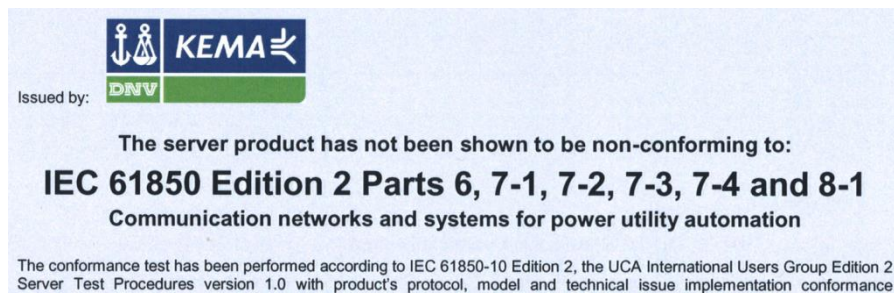 KEMA
DNV
Issued by:
The server product has not been shown to be non-conforming to:
IEC 61850 Edition 2 Parts 6, 7-1, 7-2, 7-3, 7-4 and 8-1
Communication networks and systems for power utility automation
The conformance test has been performed according to IEC 61850-10 Edition 2, the UCA International Users Group Edition 2
Server Test Procedures version 1.0 with product's protocol, model and technical issue implementation conformance